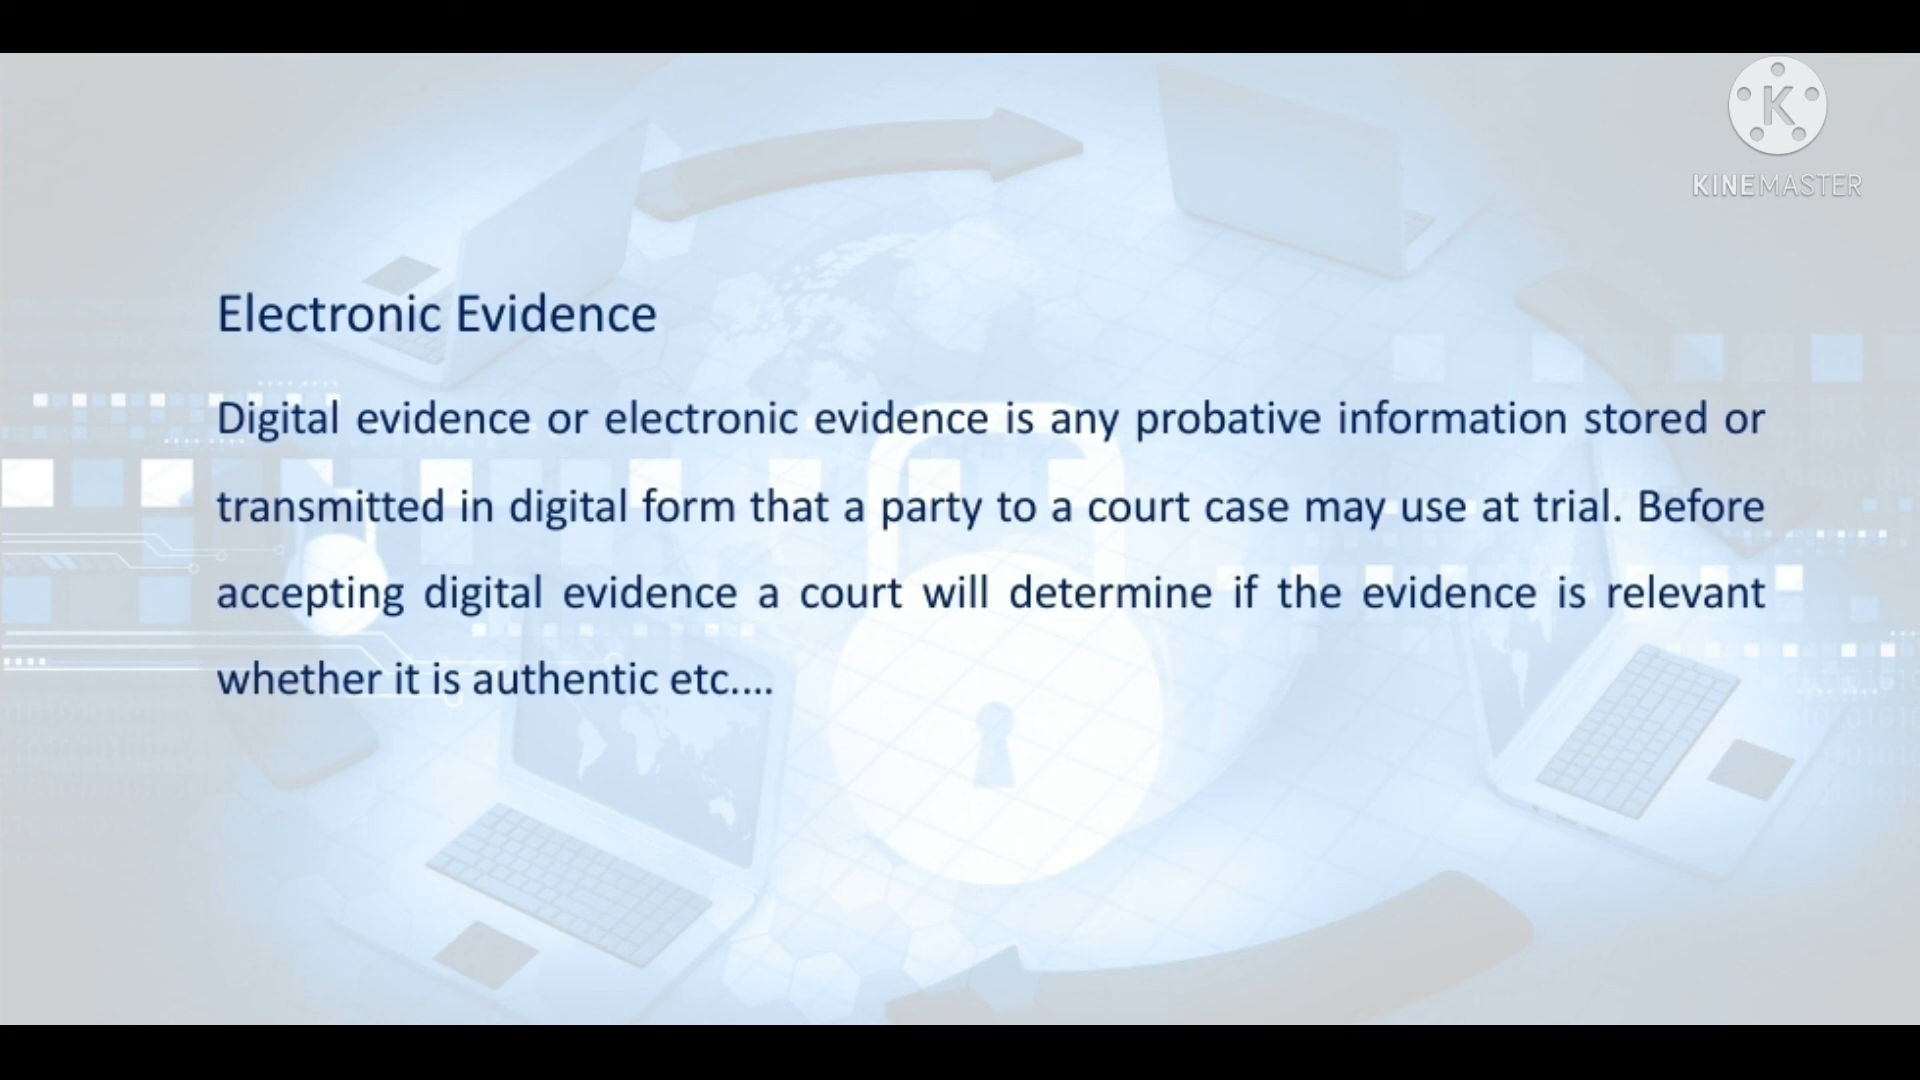 K
KINEMASTER
Electronic Evidence
Digital evidence or electronic evidence is any probative information stored or
transmitted in digital form that a party to a court case may use at trial. Before
accepting digital evidence a court will determine if the evidence is relevant
whether it is authentic etc....